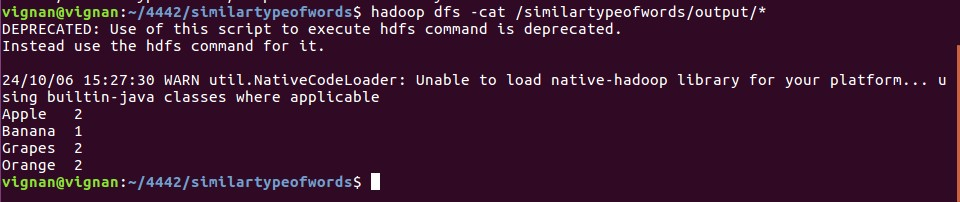 vignan@vignan:~/4442/similartypeofwords$ hadoop dfs -cat /similartypeofwords/output/*
DEPRECATED: Use of this script to execute hdfs command is deprecated.
Instead use the hdfs command for it.

24/10/06 15:27:30 WARN util.NativeCodeLoader: Unable to load native-hadoop library for your platform... u
sing builtin-java classes where applicable
Apple	2
Banana	1
Grapes	2
Orange	2
vignan@vignan:~/4442/similartypeofwords$